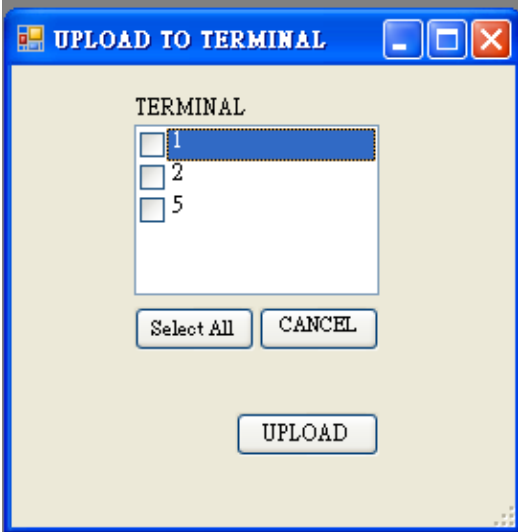 UPLOAD TO TERMINAL
TERMINAL
1
2
5
Select All CANCEL
UPLOAD